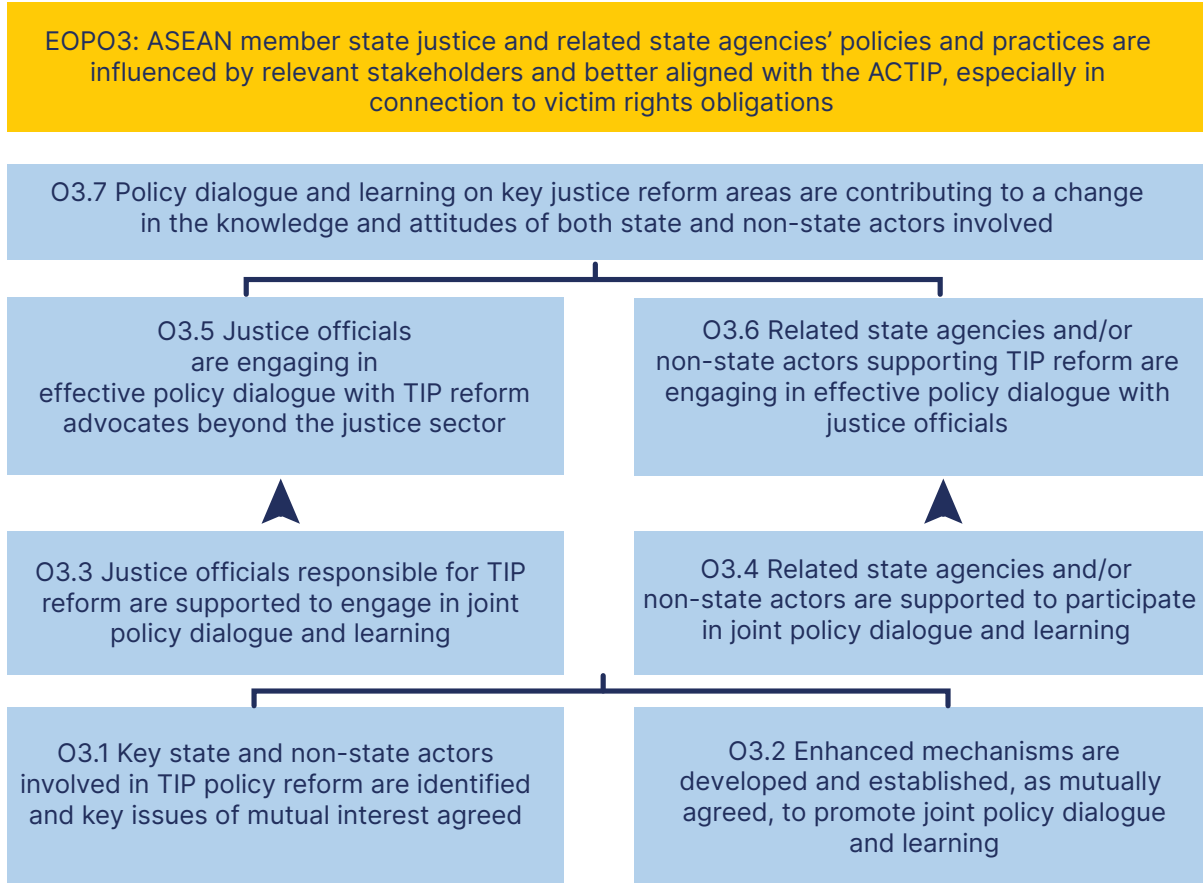 EOPO3: ASEAN member state justice and related state agencies’ policies and practices are
influenced by relevant stakeholders and better aligned with the ACTIP, especially in
connection to victim rights obligations
O3.7 Policy dialogue and learning on key justice reform areas are contributing to a change
in the knowledge and attitudes of both state and non-state actors involved
O3.5 Justice officials
are engaging in
effective policy dialogue with TIP reform
advocates beyond the justice sector
O3.6 Related state agencies and/or
non-state actors supporting TIP reform are
engaging in effective policy dialogue with
justice officials
O3.3 Justice officials responsible for TIP
reform are supported to engage in joint
policy dialogue and learning
O3.4 Related state agencies and/or
non-state actors are supported to participate
in joint policy dialogue and learning
O3.1 Key state and non-state actors
involved in TIP policy reform are identified
and key issues of mutual interest agreed
O3.2 Enhanced mechanisms are
developed and established, as mutually
agreed, to promote joint policy dialogue
and learning